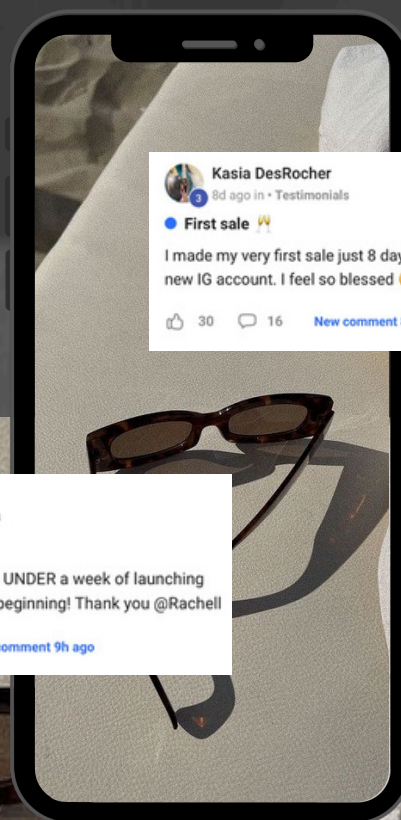 Kasia DesRocher
3
8d ago in • Testimonials
First sale 🥂
I made my very first sale just 8 day
new IG account. I feel so blessed
30
16
New comment
UNDER a week of launching
beginning! Thank you @Rachell
comment 9h ago